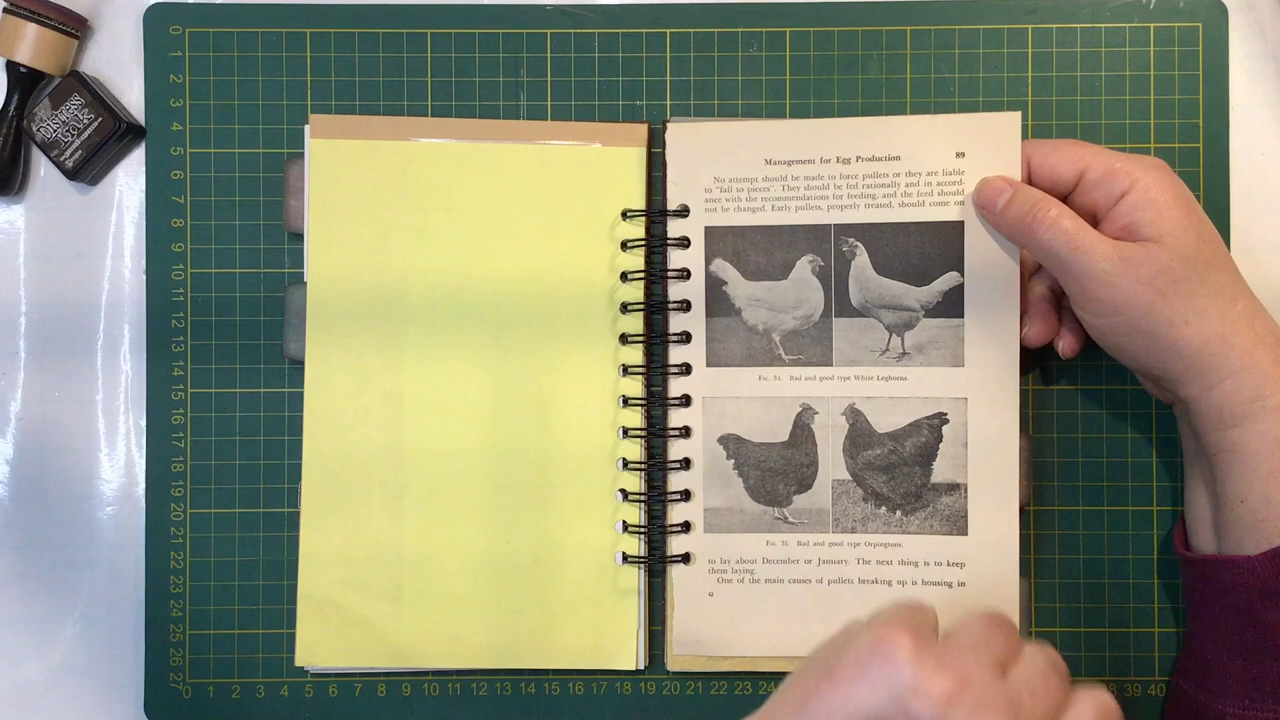 Distress
Ink
0
1
2
3
4
5
6
7
8
9
10
11
12
13
14
15
16
17
18
19
20
21
22
23
24
25
26
27
Management for Egg Production 89
No attempt should be made to force pullets or they are liable
to "fall to pieces". They should be fed rationally and in accord-
ance with the recommendations for feeding, and the feed should
not be changed. Early pullets, properly treated, should come on
Fig. 34. Bad and good type White Leghorns.
Fig. 35. Bad and good type Orpingtons.
to lay about December or January. The next thing is to keep
them laying.
One of the main causes of pullets breaking up is housing in
G
0 1 2 3 4 5 6 7 8 9 10 11 12 13 14 15 16 17 18 19 20 21 22 23 38 39 40